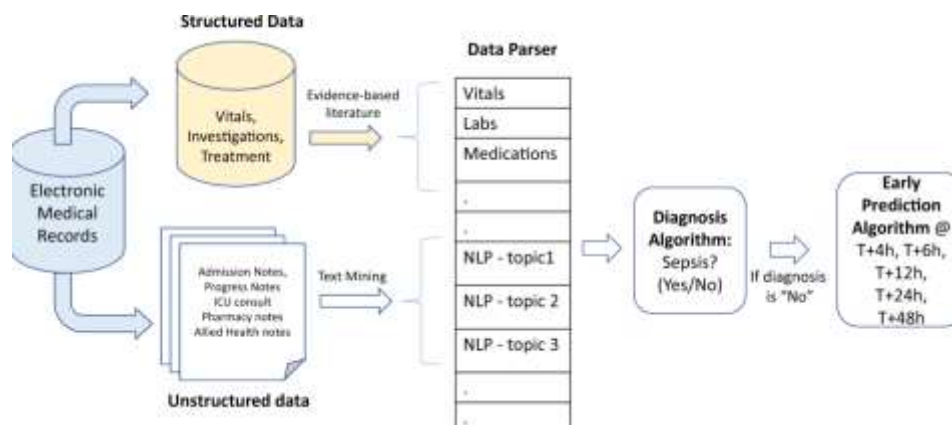 Structured Data
Vitals,
Investigations,
Treatment
Evidence-based
literature
Electronic
Medical
Records
Admission Notes,
Progress Notes
ICU consult
Pharmacy notes
Allied Health notes
Unstructured data
Text Mining
Data Parser
Vitals
Labs
Medications
.
.
NLP - topic1
NLP - topic 2
NLP - topic 3
.
.
Diagnosis
Algorithm:
Sepsis?
(Yes/No)
If diagnosis
is “No”
Early
Prediction
Algorithm @
T+4h, T+6h,
T+12h,
T+24h,
T+48h